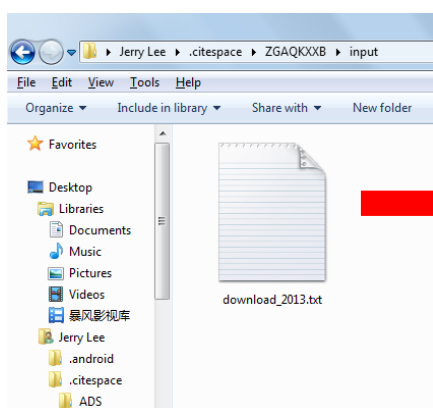 Jerry Lee ▸ .citespace ▸ ZGAQKXXB ▸ input
File Edit View Tools Help
Organize Include in library Share with New folder
Favorites
Desktop
Libraries
Documents
Music
Pictures
Videos
暴风影视库
Jerry Lee
.android
.citespace
ADS
download_2013.txt